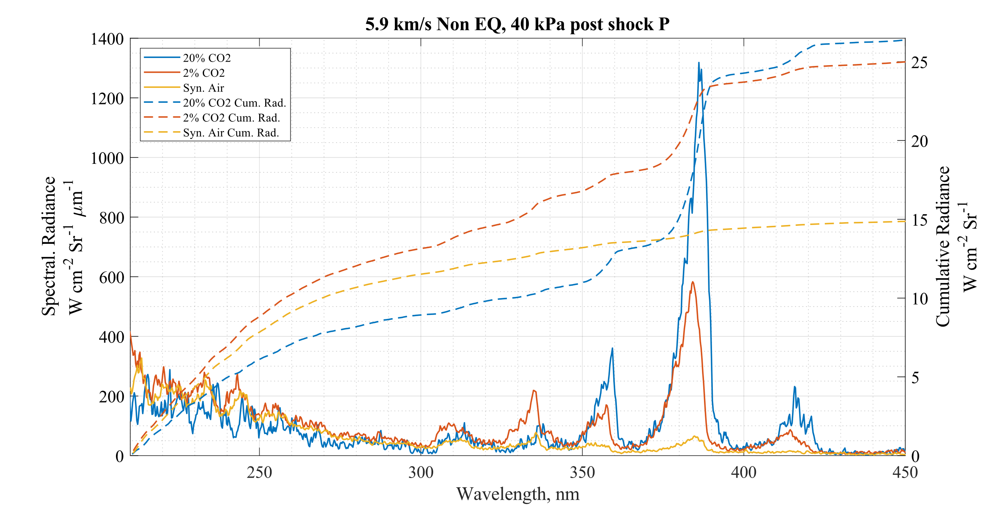 5.9 km/s Non EQ, 40 kPa post shock P
1400
1200
1000
800
600
400
200
0
Spectral. Radiance
W cm⁻² Sr⁻¹ μm⁻¹
20% CO2
2% CO2
Syn. Air
20% CO2 Cum. Rad.
2% CO2 Cum. Rad.
Syn. Air Cum. Rad.
25
20
15
10
5
0
Cumulative Radiance
W cm⁻² Sr⁻¹
250
300
350
400
450
Wavelength, nm